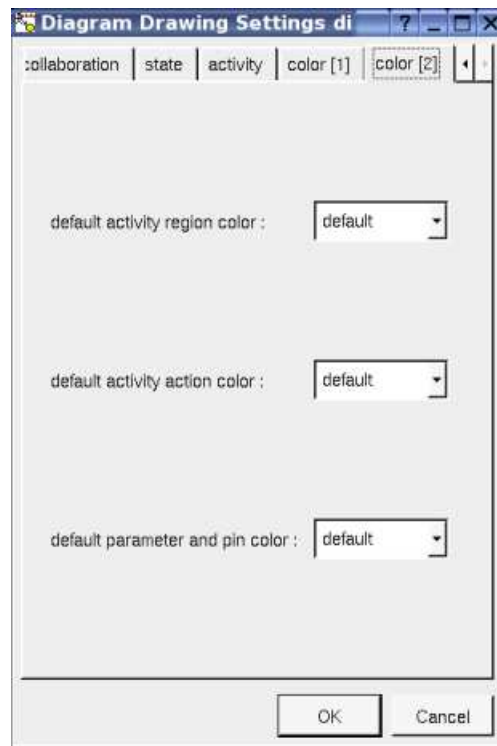 Diagram Drawing Settings di
collaboration state activity color [1] color [2]
default activity region color : default
default activity action color : default
default parameter and pin color : default
OK Cancel